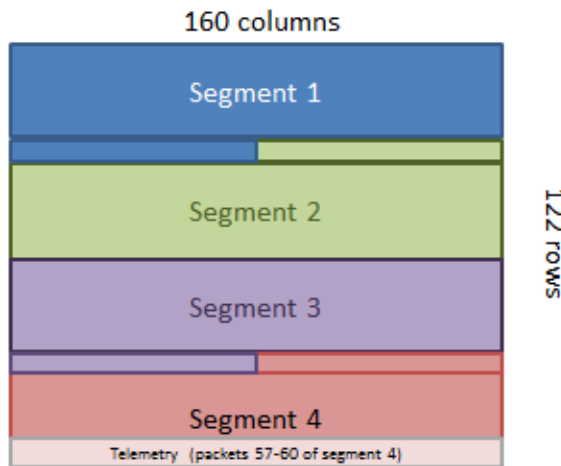 160 columns
Segment 1
Segment 2
122 rows
Segment 3
Segment 4
Telemetry (packets 57-60 of segment 4)